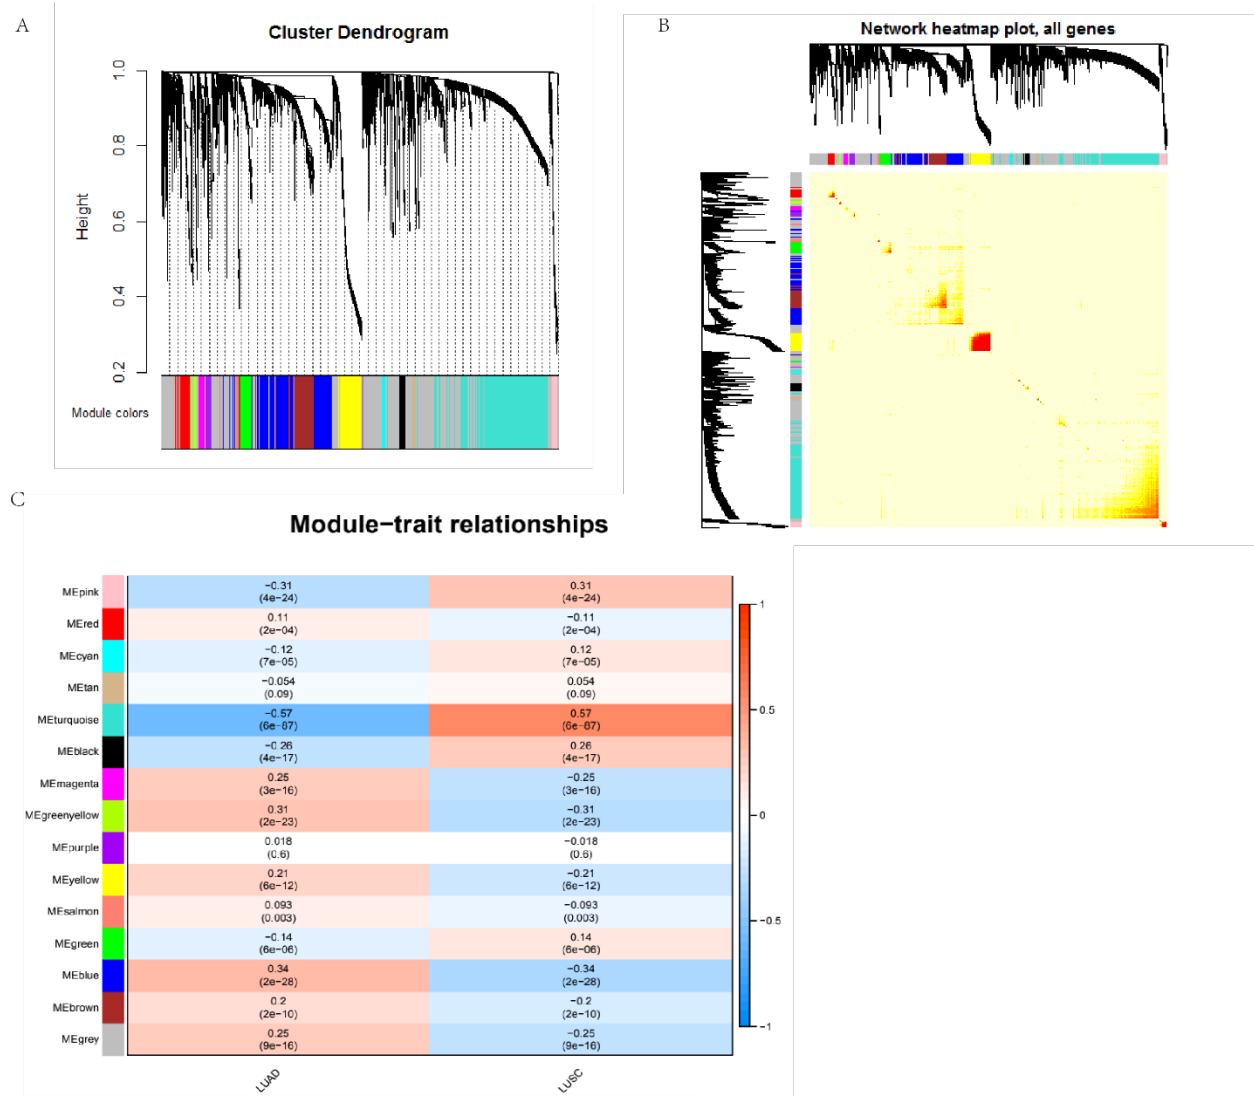 A
Cluster Dendrogram
Height
1.0
0.8
0.6
0.4
0.2
Module colors
B
Network heatmap plot, all genes
C
Module−trait relationships
MEpink
−0.31
(4e−24)
0.31
(4e−24)
MEred
0.11
(2e−04)
−0.11
(2e−04)
MEcyan
−0.12
(7e−05)
0.12
(7e−05)
MEtan
−0.054
(0.09)
0.054
(0.09)
MEturquoise
−0.57
(6e−87)
0.57
(6e−87)
MEblack
−0.26
(4e−17)
0.26
(4e−17)
MEmagenta
0.25
(3e−16)
−0.25
(3e−16)
MEgreenyellow
0.31
(2e−23)
−0.31
(2e−23)
MEpurple
0.018
(0.6)
−0.018
(0.6)
MEyellow
0.21
(6e−12)
−0.21
(6e−12)
MEsalmon
0.093
(0.003)
−0.093
(0.003)
MEgreen
−0.14
(6e−06)
0.14
(6e−06)
MEblue
0.34
(2e−28)
−0.34
(2e−28)
MEbrown
0.2
(2e−10)
−0.2
(2e−10)
MEgrey
0.25
(9e−16)
−0.25
(9e−16)
LUAD
LUSC
1
0.5
0
−0.5
−1